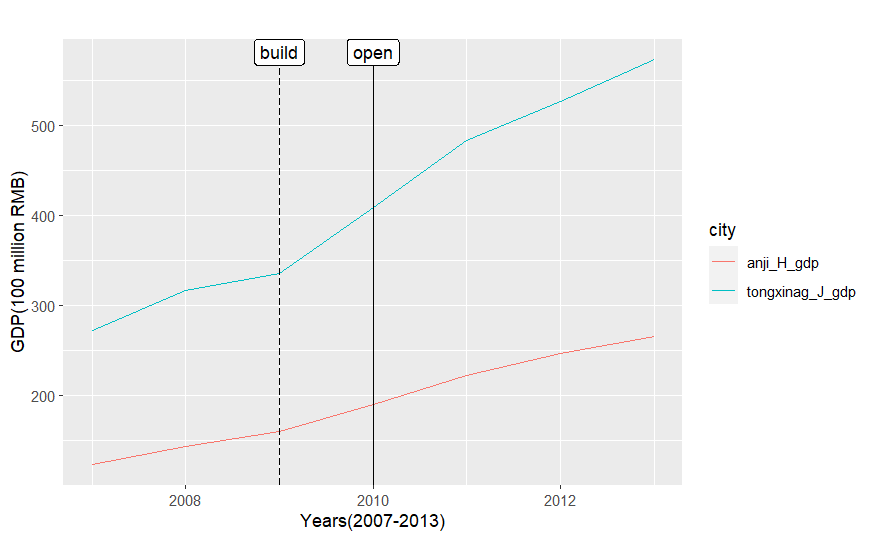 build
open
500
400
300
200
GDP(100 million RMB)
2008
2010
2012
Years(2007-2013)
city
anji_H_gdp
tongxinag_J_gdp